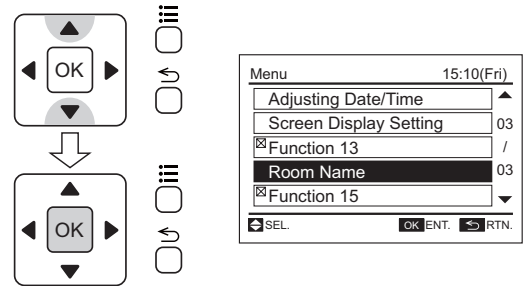 OK
OK
Menu 15:10(Fri)
Adjusting Date/Time
Screen Display Setting 03
Function 13 /
Room Name 03
Function 15
SEL. OK ENT. RTN.